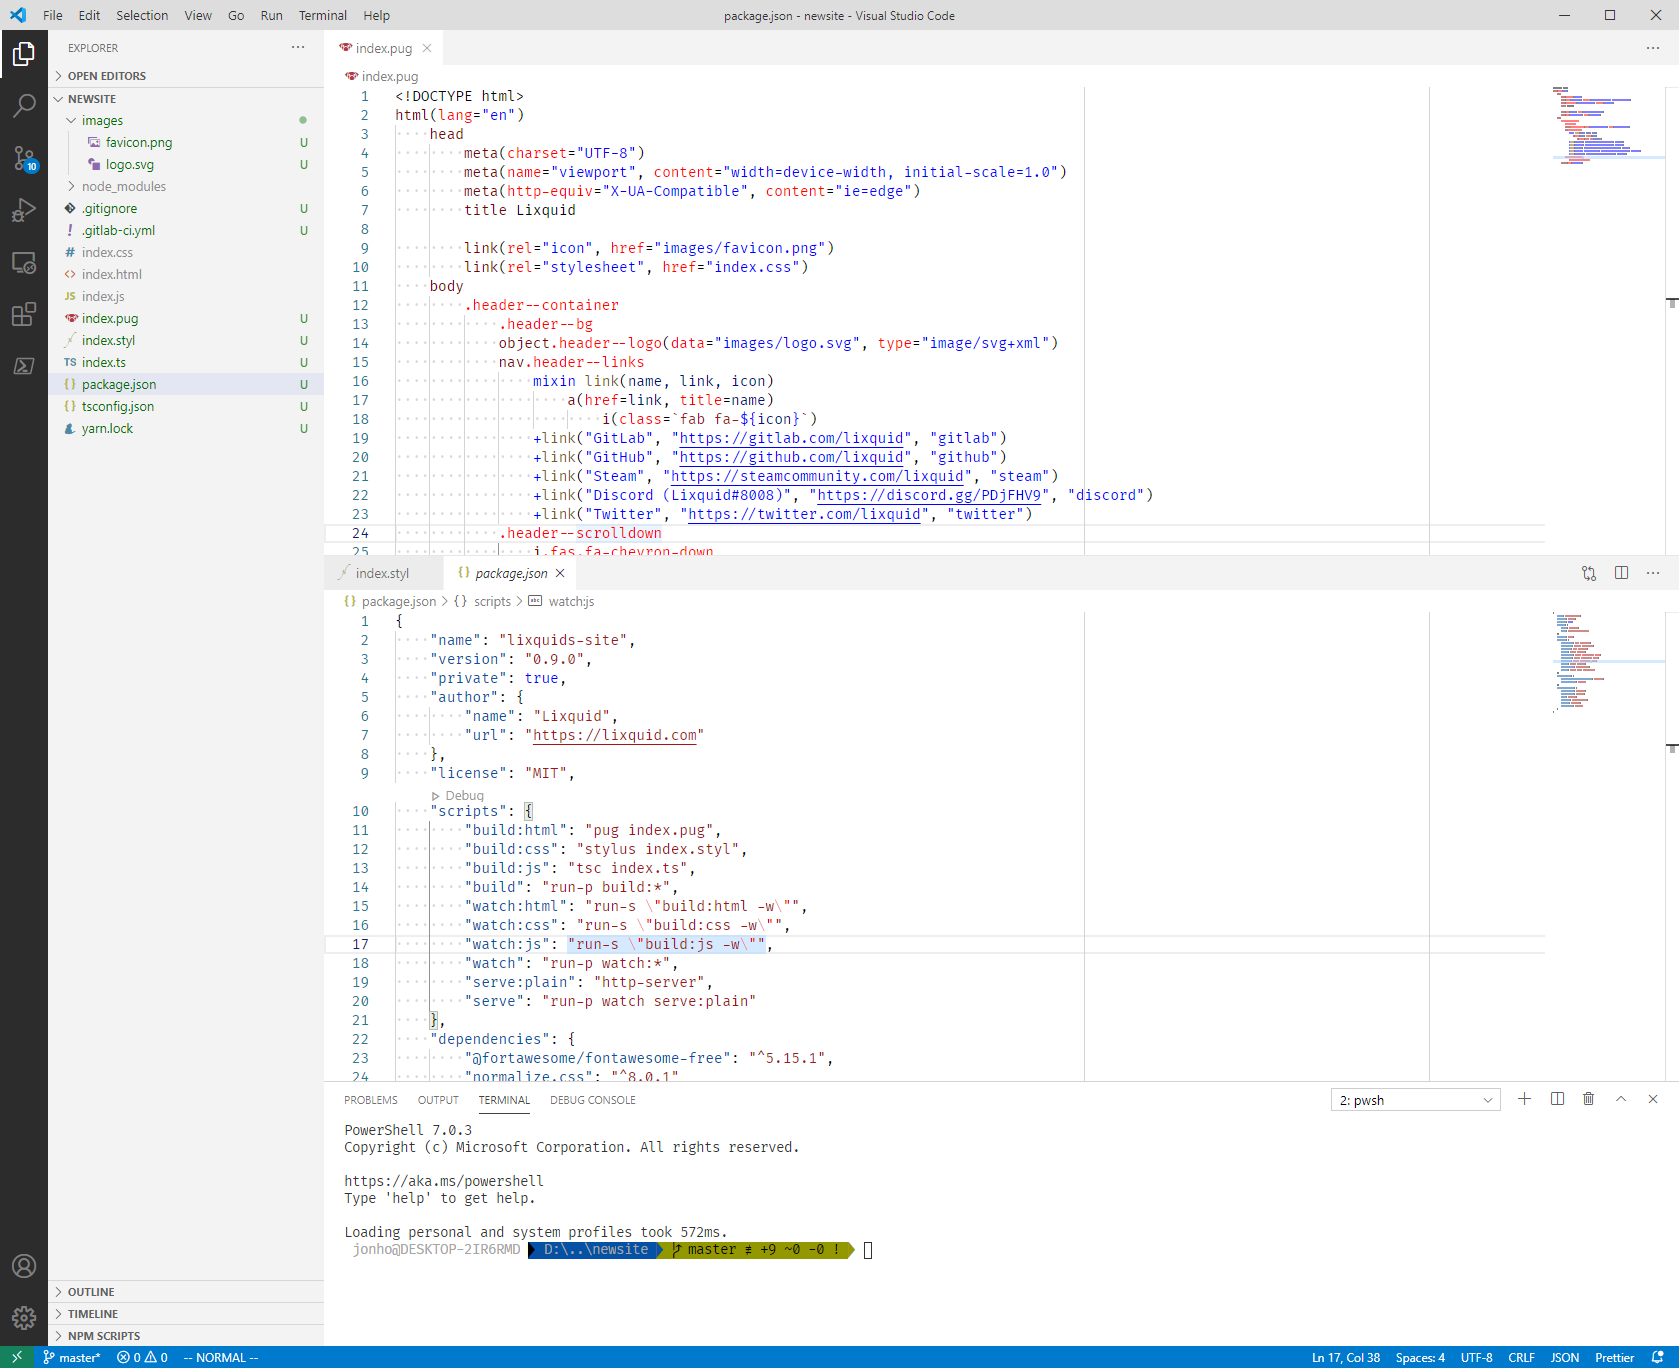 File Edit Selection View Go Run Terminal Help
package.json - newsite - Visual Studio Code
EXPLORER
OPEN EDITORS
NEWSITE
images
favicon.png U
logo.svg U
node_modules
.gitignore U
.gitlab-ci.yml U
index.css
index.html
JS index.js
index.pug U
index.styl U
TS index.ts U
{} package.json U
{} tsconfig.json U
yarn.lock U
10
OUTLINE
TIMELINE
NPM SCRIPTS
index.pug
index.pug
1 <!DOCTYPE html>
2 html(lang="en")
3 ····head
4 ········meta(charset="UTF-8")
5 ········meta(name="viewport", content="width=device-width, initial-scale=1.0")
6 ········meta(http-equiv="X-UA-Compatible", content="ie=edge")
7 ········title Lixquid
8
9 ········link(rel="icon", href="images/favicon.png")
10 ········link(rel="stylesheet", href="index.css")
11 ····body
12 ········.header--container
13 ············.header--bg
14 ············object.header--logo(data="images/logo.svg", type="image/svg+xml")
15 ············nav.header--links
16 ················mixin link(name, link, icon)
17 ····················a(href=link, title=name)
18 ························i(class=`fab fa-${icon}`)
19 ················+link("GitLab", "https://gitlab.com/lixquid", "gitlab")
20 ················+link("GitHub", "https://github.com/lixquid", "github")
21 ················+link("Steam", "https://steamcommunity.com/lixquid", "steam")
22 ················+link("Discord (Lixquid#8008)", "https://discord.gg/PDjFHV9", "discord")
23 ················+link("Twitter", "https://twitter.com/lixquid", "twitter")
24 ············.header--scrolldown
25 ················i.fas.fa-chevron-down
index.styl {} package.json
{} package.json > {} scripts > abc watch:js
1 {
2 ····"name": "lixquids-site",
3 ····"version": "0.9.0",
4 ····"private": true,
5 ····"author": {
6 ········"name": "Lixquid",
7 ········"url": "https://lixquid.com"
8 ····},
9 ····"license": "MIT",
Debug
10 ····"scripts": {
11 ········"build:html": "pug index.pug",
12 ········"build:css": "stylus index.styl",
13 ········"build:js": "tsc index.ts",
14 ········"build": "run-p build:*",
15 ········"watch:html": "run-s \"build:html -w\"",
16 ········"watch:css": "run-s \"build:css -w\"",
17 ········"watch:js": "run-s \"build:js -w\"",
18 ········"watch": "run-p watch:*",
19 ········"serve:plain": "http-server",
20 ········"serve": "run-p watch serve:plain"
21 ····},
22 ····"dependencies": {
23 ········"@fortawesome/fontawesome-free": "^5.15.1",
24 ········"normalize.css": "^8.0.1"
PROBLEMS OUTPUT TERMINAL DEBUG CONSOLE 2: pwsh
PowerShell 7.0.3
Copyright (c) Microsoft Corporation. All rights reserved.
https://aka.ms/powershell
Type 'help' to get help.
Loading personal and system profiles took 572ms.
jonho@DESKTOP-2IR6RMD D:\..\newsite master ≢ +9 ~0 -0 !
master* 0 0 -- NORMAL -- Ln 17, Col 38 Spaces: 4 UTF-8 CRLF JSON Prettier